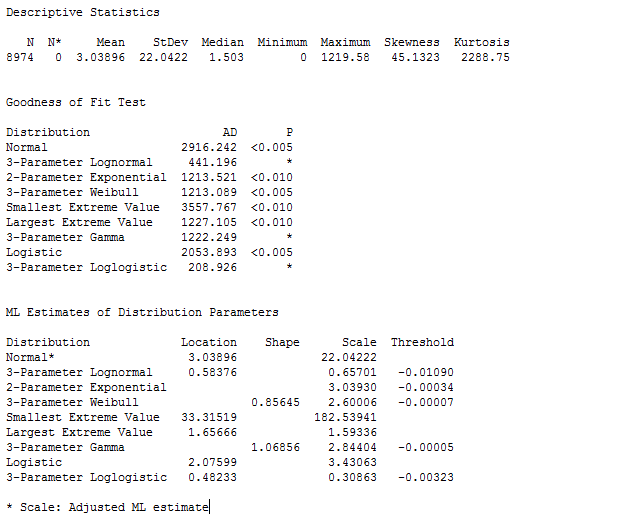 Descriptive Statistics
N N* Mean StDev Median Minimum Maximum Skewness Kurtosis
8974 0 3.03896 22.0422 1.503 0 1219.58 45.1323 2288.75
Goodness of Fit Test
Distribution AD P
Normal 2916.242 <0.005
3-Parameter Lognormal 441.196 *
2-Parameter Exponential 1213.521 <0.010
3-Parameter Weibull 1213.089 <0.005
Smallest Extreme Value 3557.767 <0.010
Largest Extreme Value 1227.105 <0.010
3-Parameter Gamma 1222.249 *
Logistic 2053.893 <0.005
3-Parameter Loglogistic 208.926 *
ML Estimates of Distribution Parameters
Distribution Location Shape Scale Threshold
Normal* 3.03896 22.04222
3-Parameter Lognormal 0.58376 0.65701 -0.01090
2-Parameter Exponential 3.03930 -0.00034
3-Parameter Weibull 0.85645 2.60006 -0.00007
Smallest Extreme Value 33.31519 182.53941
Largest Extreme Value 1.65666 1.59336
3-Parameter Gamma 1.06856 2.84404 -0.00005
Logistic 2.07599 3.43063
3-Parameter Loglogistic 0.48233 0.30863 -0.00323
* Scale: Adjusted ML estimate